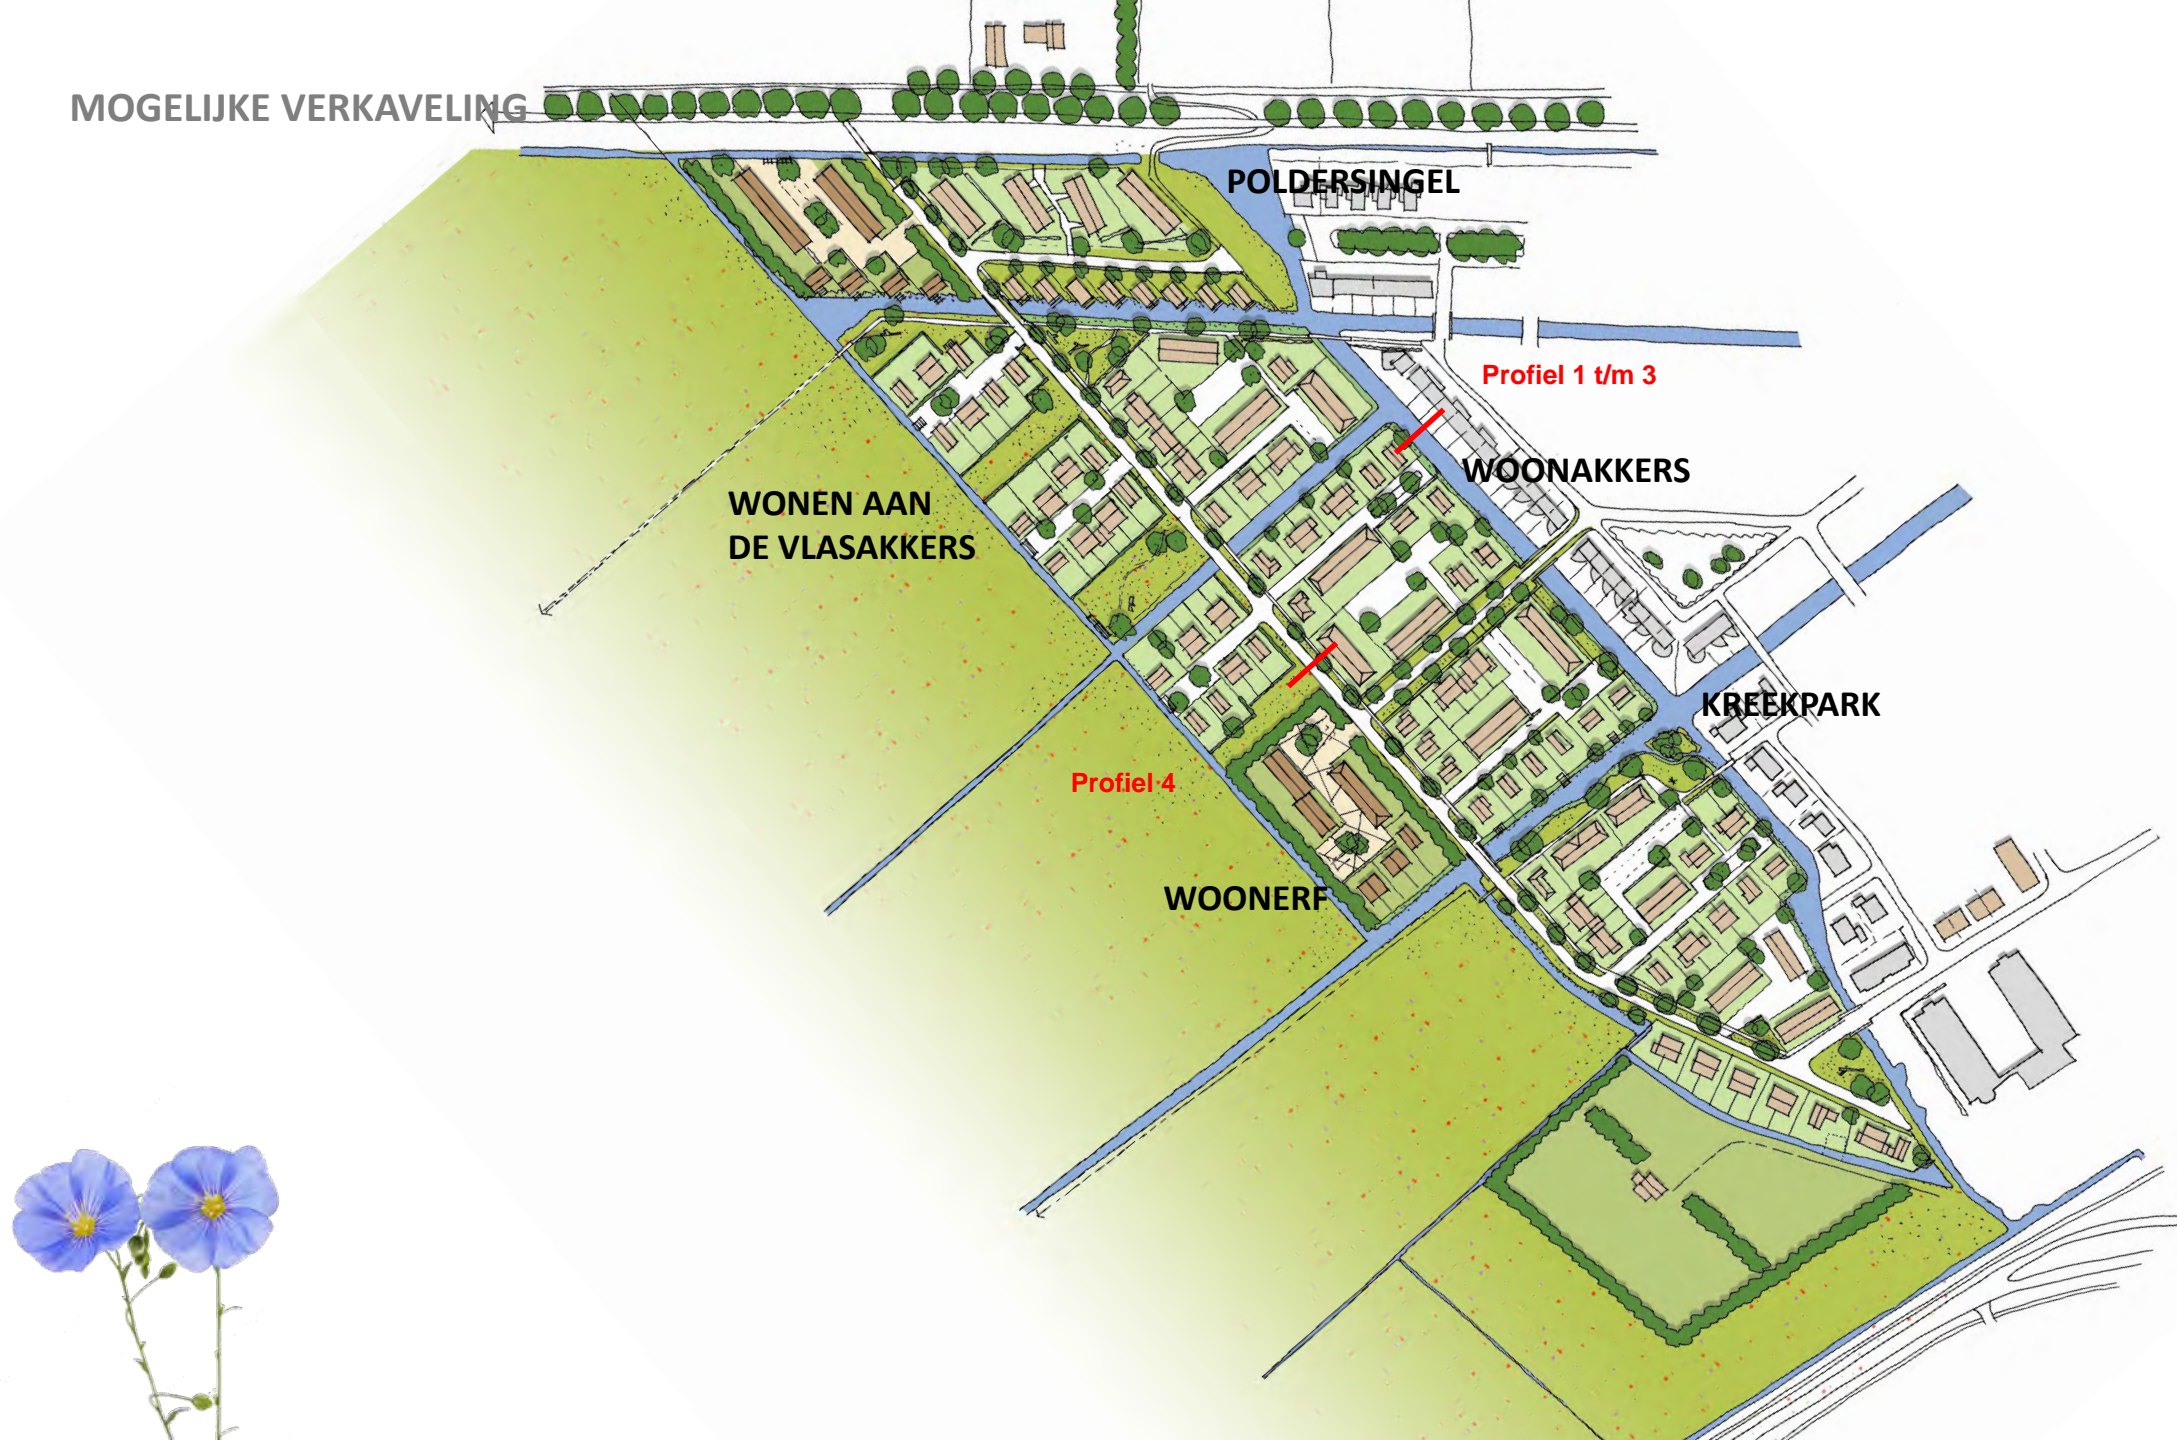 MOGELIJKE VERKAVELING
POLDERSINGEL
Profiel 1 t/m 3
WOONAKKERS
WONEN AAN
DE VLASAKKERS
KREEKPARK
Profiel 4
WOONERF